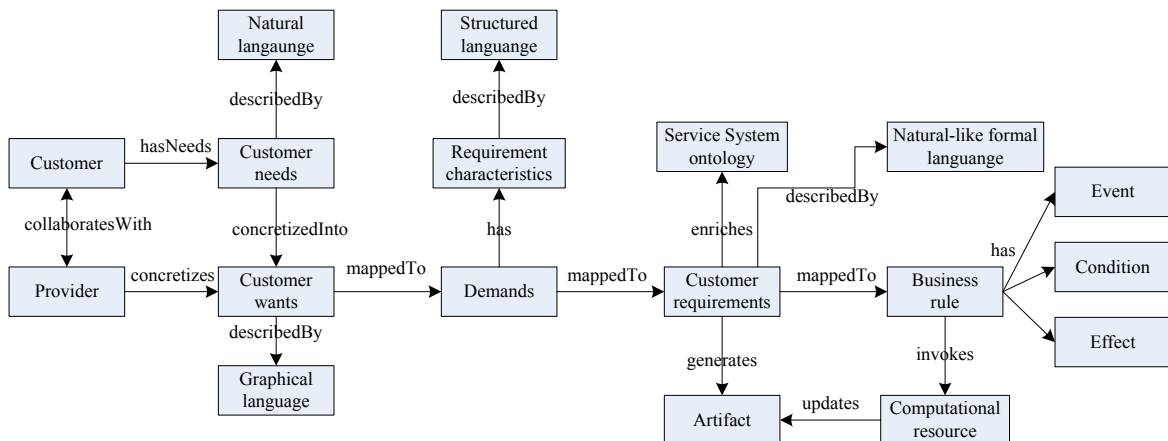 Natural
langaunge
Structured
languange
describedBy
describedBy
Customer
hasNeeds
Customer
needs
Requirement
characteristics
Service System
ontology
Natural-like formal
languange
describedBy
Event
collaboratesWith
concretizedInto
has
enriches
has
Provider
concretizes
Customer
wants
mappedTo
Demands
mappedTo
Customer
requirements
mappedTo
Business
rule
Condition
describedBy
generates
invokes
Effect
Graphical
language
Artifact
updates
Computational
resource